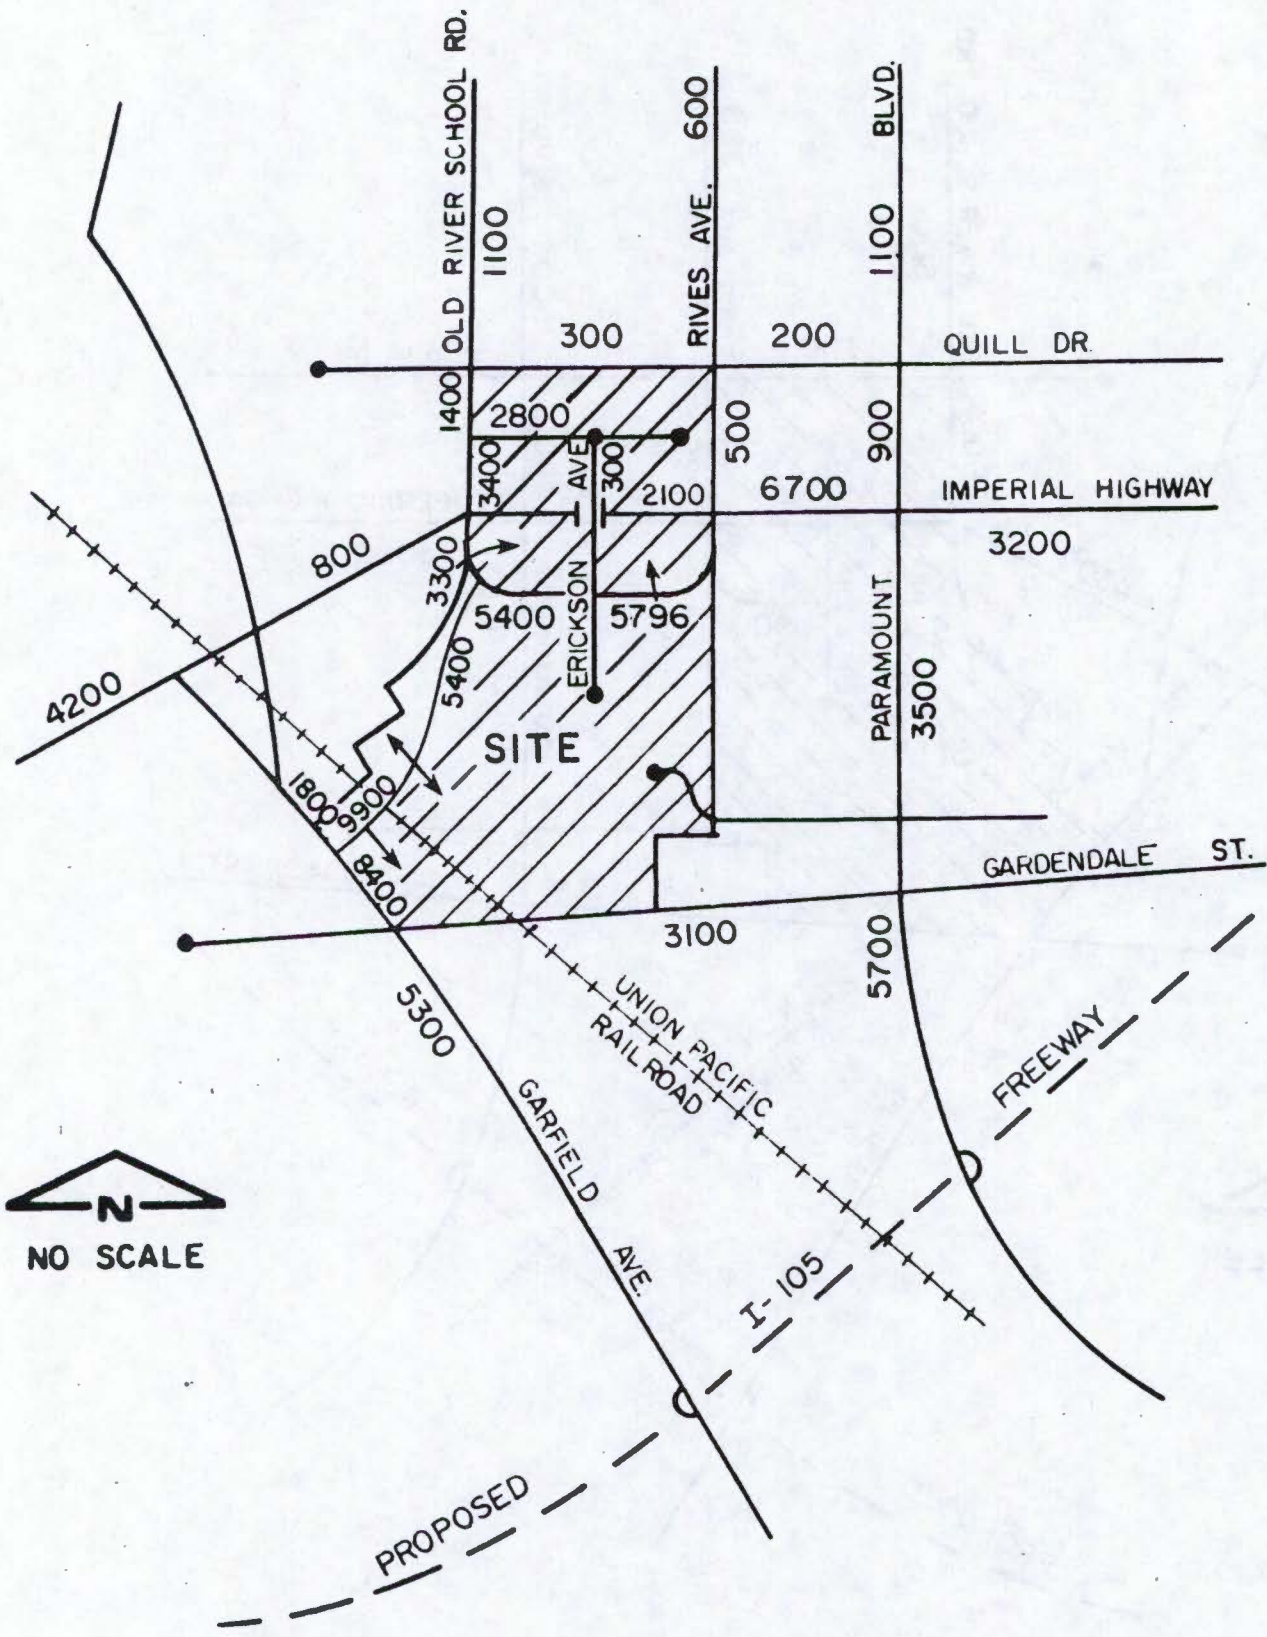 OLD RIVER SCHOOL RD.
1100
RIVES AVE.
600
BLVD.
1100
300
200
QUILL DR.
1400
2800
500
900
3400
AVE
300
2100
6700
IMPERIAL HIGHWAY
3200
800
3300
5400
ERICKSON
5796
PARAMOUNT
3500
4200
5400
SITE
1800
9900
8400
GARDENDALE ST.
3100
5700
5300
UNION PACIFIC
RAILROAD
FREEWAY
GARFIELD
AVE.
N
NO SCALE
I-105
PROPOSED